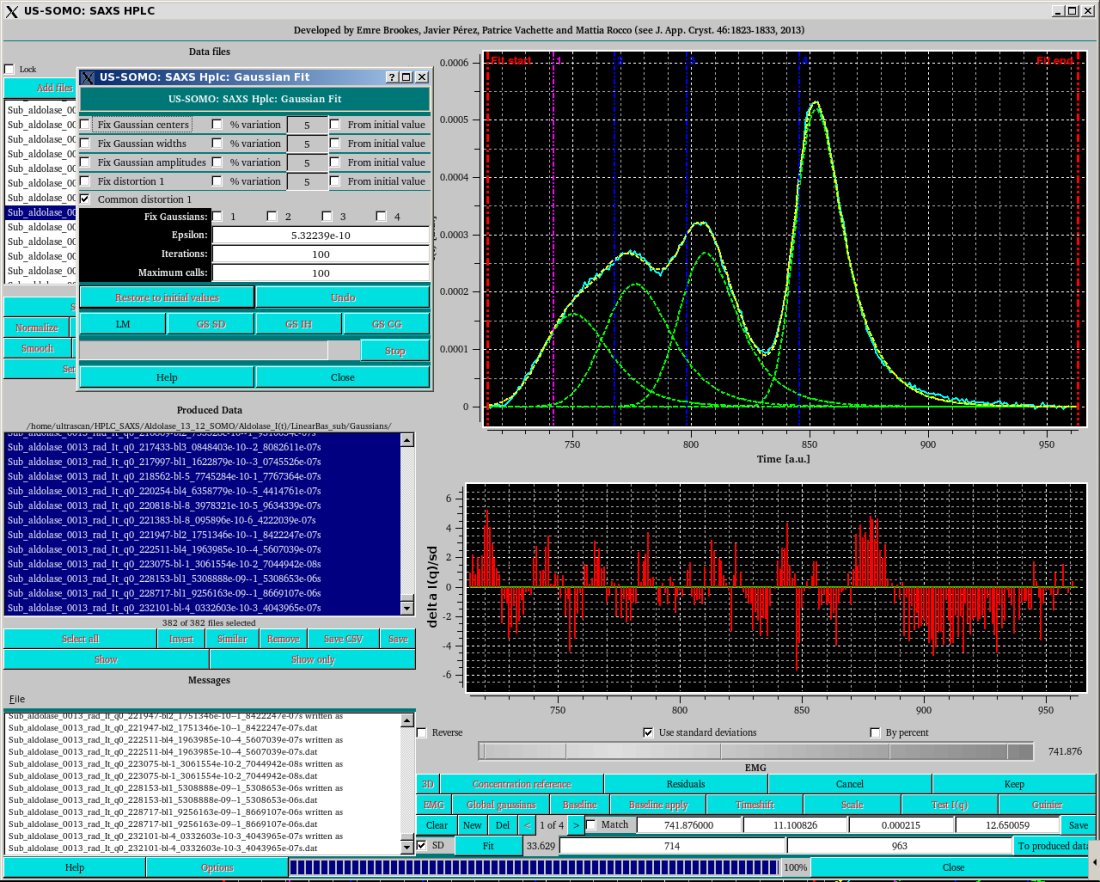 US-SOMO: SAXS HPLC
Developed by Emre Brookes, Javier Pérez, Patrice Vachette and Mattia Rocco (see J. App. Cryst. 46:1823-1833, 2013)
Data files
Lock
Add files
Sub_aldolase_00
Sub_aldolase_00
Sub_aldolase_00
Sub_aldolase_00
Sub_aldolase_00
Sub_aldolase_00
Sub_aldolase_00
Sub_aldolase_00
Sub_aldolase_00
Sub_aldolase_00
Sub_aldolase_00
Sub_aldolase_00
Normalize
Smooth
US-SOMO: SAXS Hplc: Gaussian Fit
US-SOMO: SAXS Hplc: Gaussian Fit
Fix Gaussian centers % variation 5 From initial value
Fix Gaussian widths % variation 5 From initial value
Fix Gaussian amplitudes % variation 5 From initial value
Fix distortion 1 % variation 5 From initial value
Common distortion 1
Fix Gaussians: 1 2 3 4
Epsilon: 5.32239e-10
Iterations: 100
Maximum calls: 100
Restore to initial values Undo
LM GS SD GS IH GS CG
Stop
Help Close
Fit start 1 2 3 4 Fit end
0.0006
0.0005
0.0004
0.0003
0.0002
0.0001
0
750 800 850 900 950
Time [a.u.]
Produced Data
/home/ultrascan/HPLC_SAXS/Aldolase_13_12_SOMO/Aldolase_I(t)/LinearBas_sub/Gaussians/
Sub_aldolase_0013_rad_It_q0_217433-bl3_0848403e-10--2_8082611e-07s
Sub_aldolase_0013_rad_It_q0_217997-bl1_1622879e-10--3_0745526e-07s
Sub_aldolase_0013_rad_It_q0_218562-bl-5_7745284e-10-1_7767364e-07s
Sub_aldolase_0013_rad_It_q0_220254-bl4_6358779e-10--5_4414761e-07s
Sub_aldolase_0013_rad_It_q0_220818-bl-8_3978321e-10-5_9634339e-07s
Sub_aldolase_0013_rad_It_q0_221383-bl-8_095896e-10-6_4222039e-07s
Sub_aldolase_0013_rad_It_q0_221947-bl2_1751346e-10--1_8422247e-07s
Sub_aldolase_0013_rad_It_q0_222511-bl4_1963985e-10--4_5607039e-07s
Sub_aldolase_0013_rad_It_q0_223075-bl-1_3061554e-10-2_7044942e-08s
Sub_aldolase_0013_rad_It_q0_228153-bl1_5308888e-09--1_5308653e-06s
Sub_aldolase_0013_rad_It_q0_228717-bl1_9256163e-09--1_8669107e-06s
Sub_aldolase_0013_rad_It_q0_232101-bl-4_0332603e-10-3_4043965e-07s
382 of 382 files selected
Select all Invert Similar Remove Save CSV Save
Show Show only
delta I(q)/sd
6
4
2
0
-2
-4
-6
750 800 850 900 950
Messages
File
Sub_aldolase_0013_rad_It_q0_221947-bl2_1751346e-10--1_8422247e-07s written as
Sub_aldolase_0013_rad_It_q0_221947-bl2_1751346e-10--1_8422247e-07s.dat
Sub_aldolase_0013_rad_It_q0_222511-bl4_1963985e-10--4_5607039e-07s written as
Sub_aldolase_0013_rad_It_q0_222511-bl4_1963985e-10--4_5607039e-07s.dat
Sub_aldolase_0013_rad_It_q0_223075-bl-1_3061554e-10-2_7044942e-08s written as
Sub_aldolase_0013_rad_It_q0_223075-bl-1_3061554e-10-2_7044942e-08s.dat
Sub_aldolase_0013_rad_It_q0_228153-bl1_5308888e-09--1_5308653e-06s written as
Sub_aldolase_0013_rad_It_q0_228153-bl1_5308888e-09--1_5308653e-06s.dat
Sub_aldolase_0013_rad_It_q0_228717-bl1_9256163e-09--1_8669107e-06s written as
Sub_aldolase_0013_rad_It_q0_228717-bl1_9256163e-09--1_8669107e-06s.dat
Sub_aldolase_0013_rad_It_q0_232101-bl-4_0332603e-10-3_4043965e-07s written as
Sub_aldolase_0013_rad_It_q0_232101-bl-4_0332603e-10-3_4043965e-07s.dat
Reverse Use standard deviations By percent
741.876
EMG
3D Concentration reference Residuals Cancel Keep
EMG Global gaussians Baseline Baseline apply Timeshift Scale Test I(q) Guinier
Clear New Del < 1 of 4 > Match 741.876000 11.100826 0.000215 12.650059 Save
SD Fit 33.629 714 963 To produced data
Help Options 100% Close